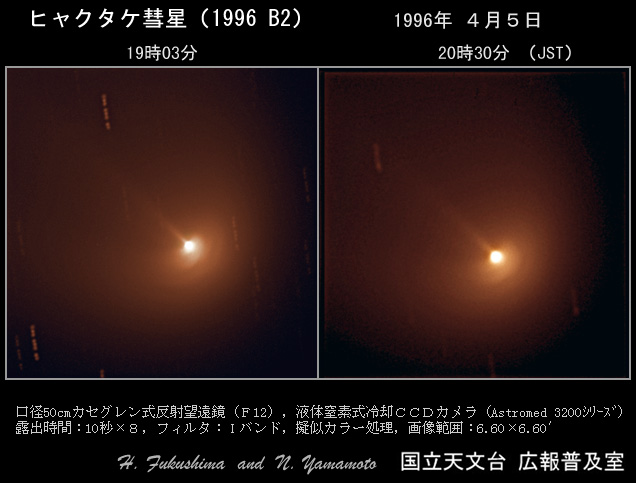 ヒャクタケ彗星 (1996 B2)
1996年 ４月５日
19時03分
20時30分 (JST)
口径50cmカセグレン式反射望遠鏡（Ｆ12），液体窒素式冷却ＣＣＤカメラ (Astromed 3200ｼﾘｰｽﾞ)
露出時間：10秒×８，フィルタ：Ｉバンド，擬似カラー処理，画像範囲：6.60×6.60′
H. Fukushima and N. Yamamoto
国立天文台 広報普及室